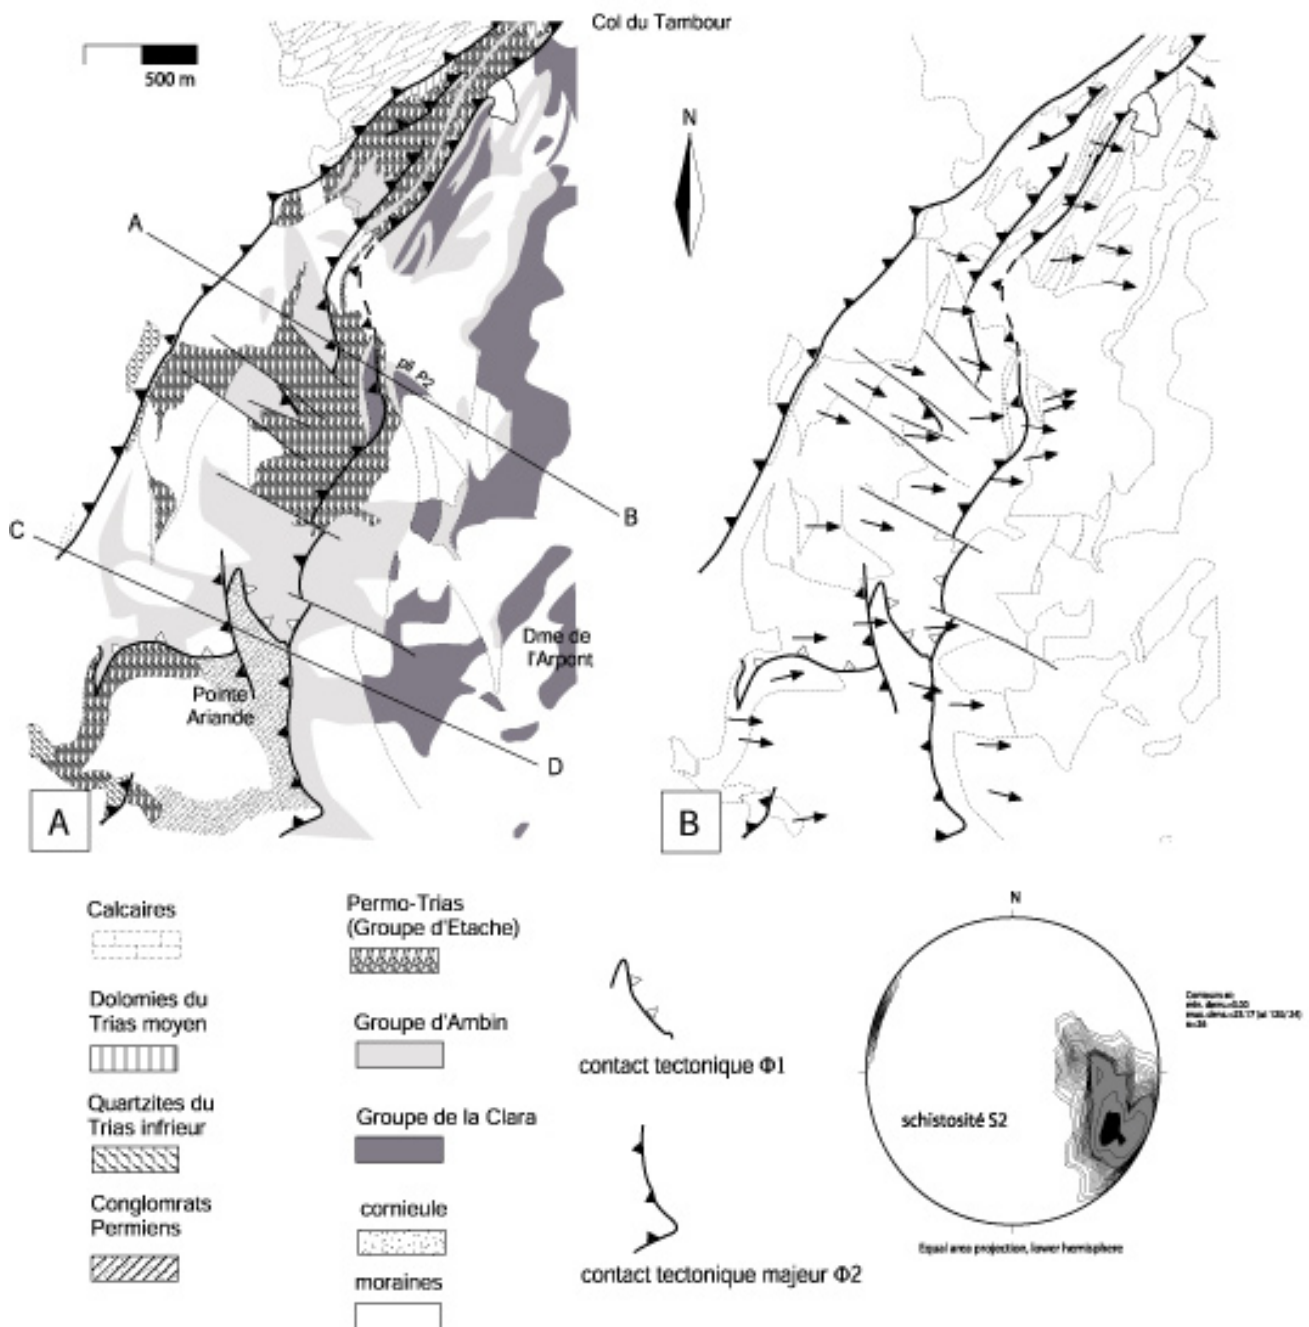 Col du Tambour
500 m
N
A
pli P2
B
C
Dme de
l'Arpont
Pointe
Ariande
D
A
B
Calcaires
Dolomies du
Trias moyen
Quartzites du
Trias infrieur
Conglomrats
Permiens
Permo-Trias
(Groupe d'Etache)
Groupe d'Ambin
Groupe de la Clara
cornieule
moraines
contact tectonique Φ1
contact tectonique majeur Φ2
N
schistosité S2
Contours at:
Equal area projection, lower hemisphere